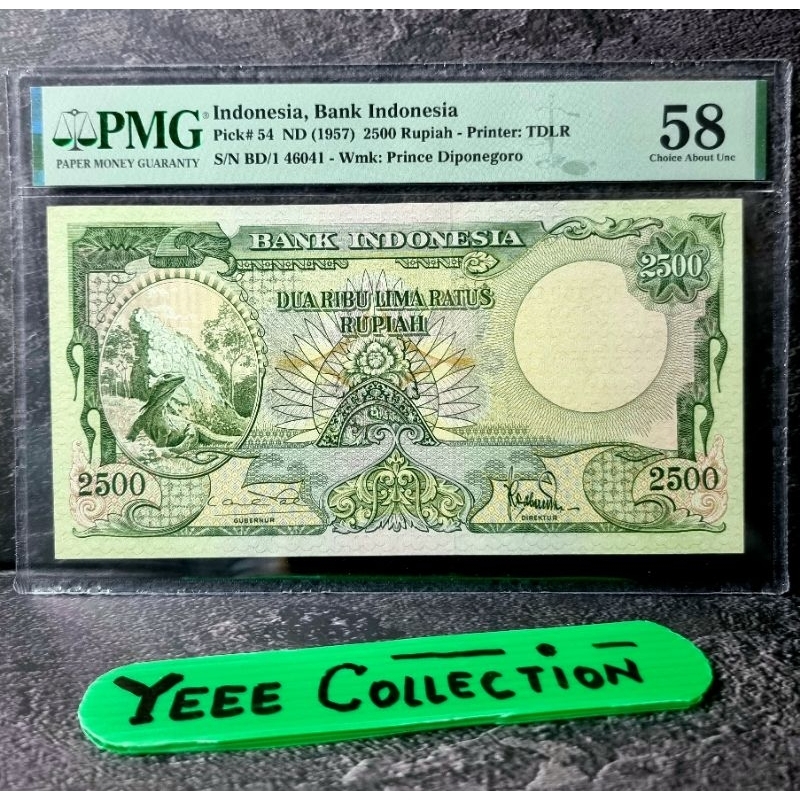 PMG®
PAPER MONEY GUARANTY
Indonesia, Bank Indonesia
Pick# 54 ND (1957) 2500 Rupiah - Printer: TDLR
S/N BD/1 46041 - Wmk: Prince Diponegoro
58
Choice About Unc
BANK INDONESIA
2500
DUA RIBU LIMA RATUS
RUPIAH
2500
2500
GUBERNUR
DIREKTUR
YEEE COLLECTION